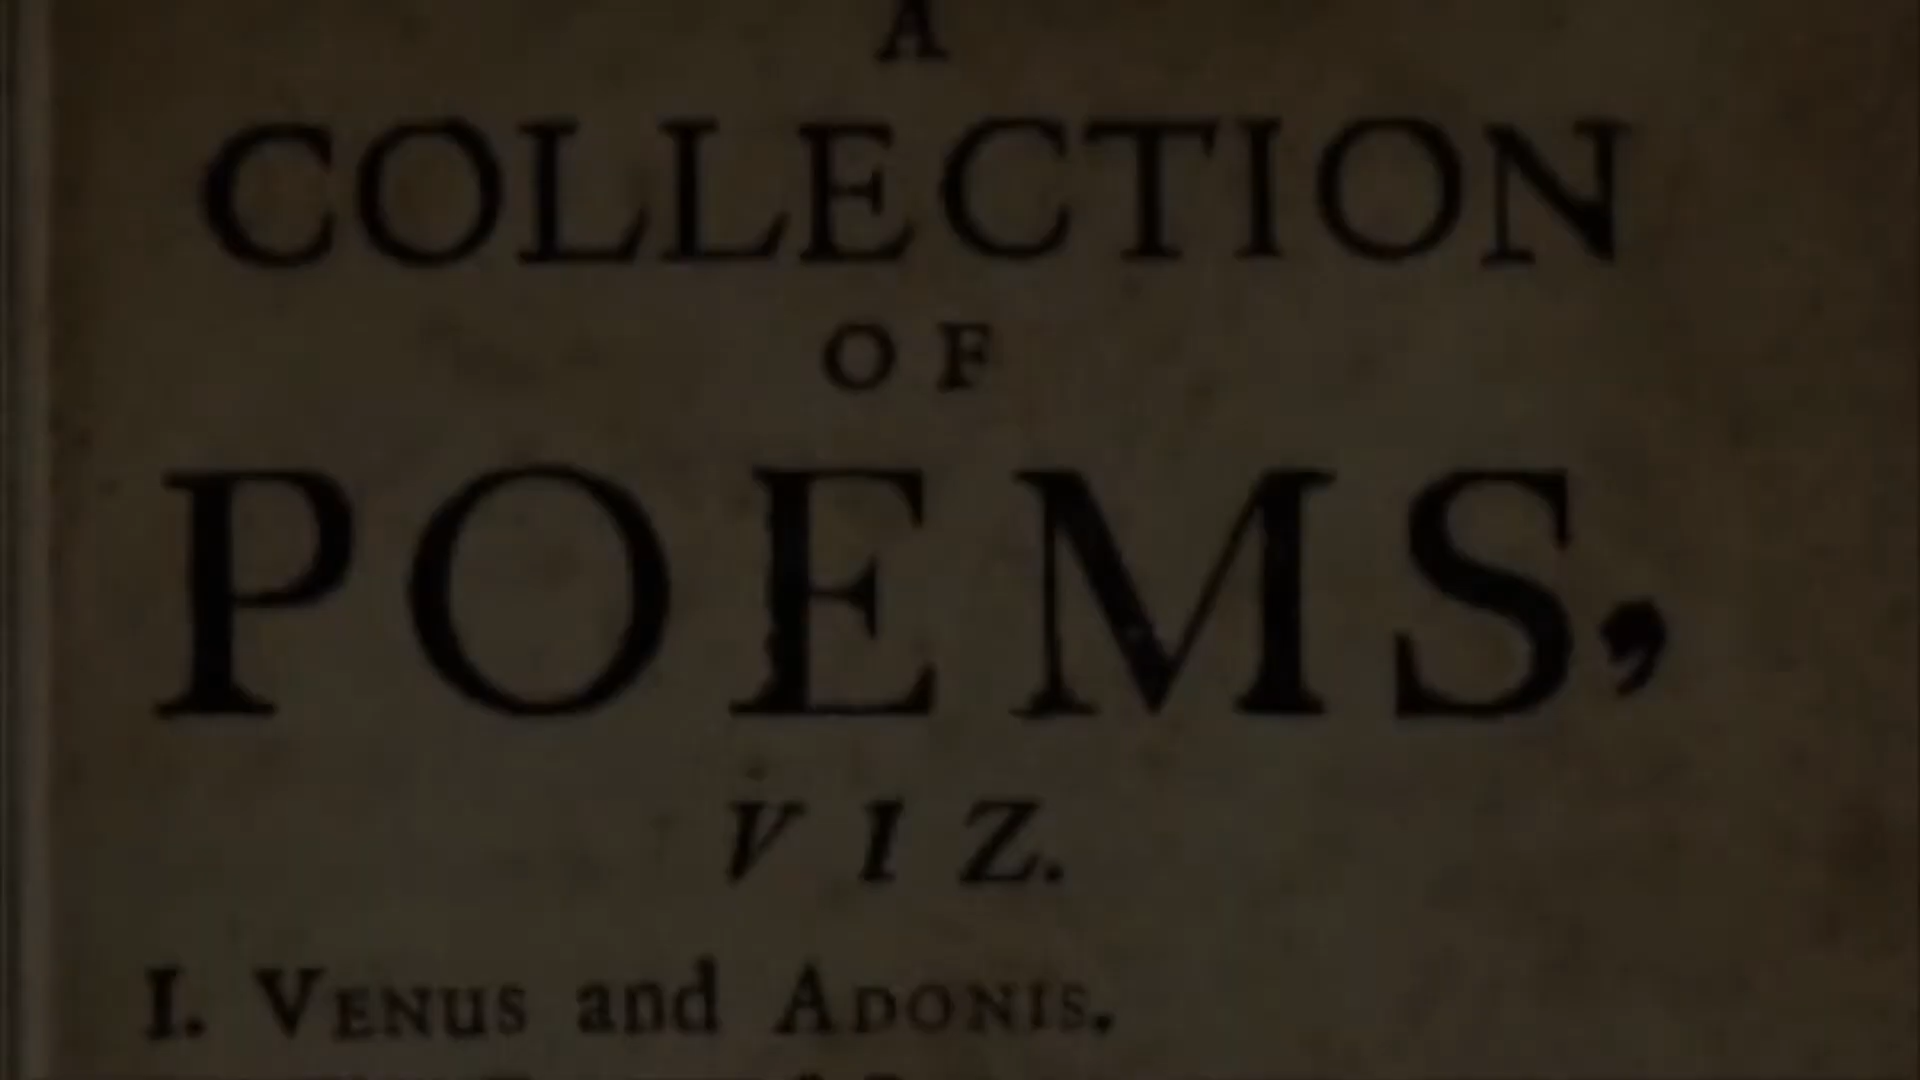 A
COLLECTION
OF
POEMS,
VIZ.
I. VENUS and ADONIS.